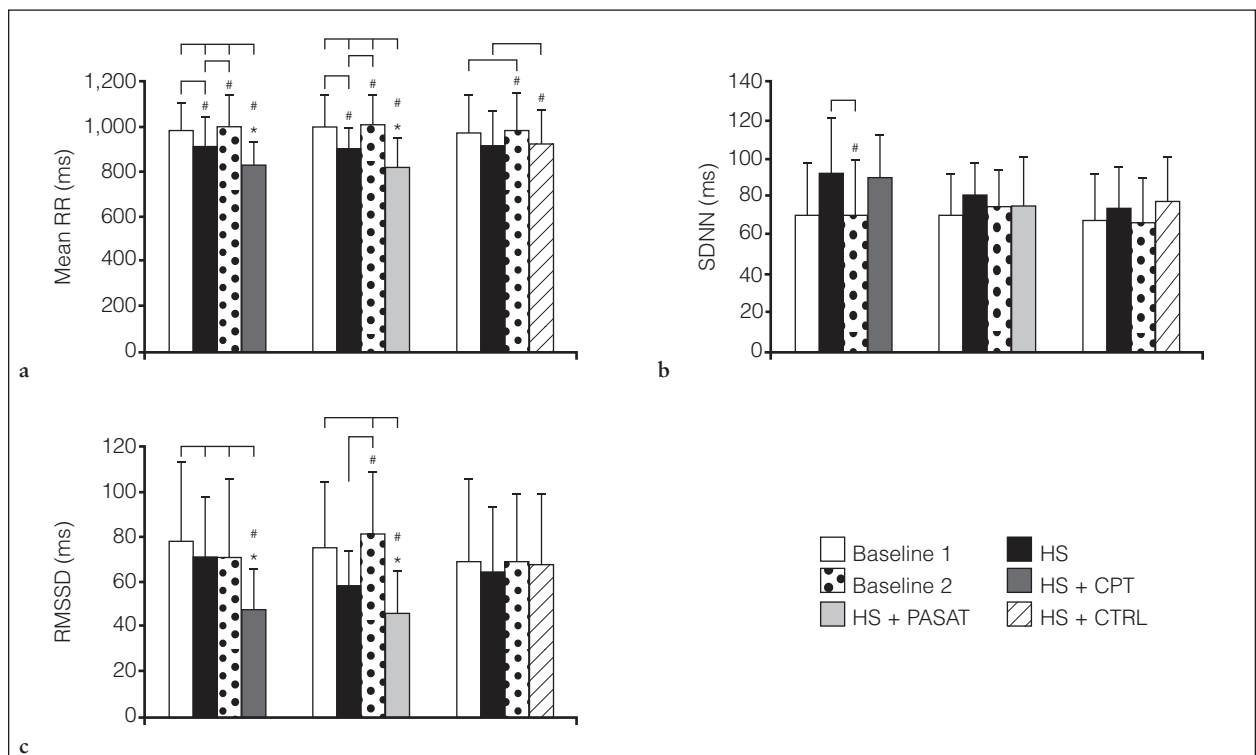 Mean RR (ms)
1,200
1,000
800
600
400
200
0
# # # *
# # # *
# #
a
SDNN (ms)
140
120
100
80
60
40
20
0
#
b
RMSSD (ms)
120
100
80
60
40
20
0
# *
# # *
c
Baseline 1
HS
Baseline 2
HS + CPT
HS + PASAT
HS + CTRL